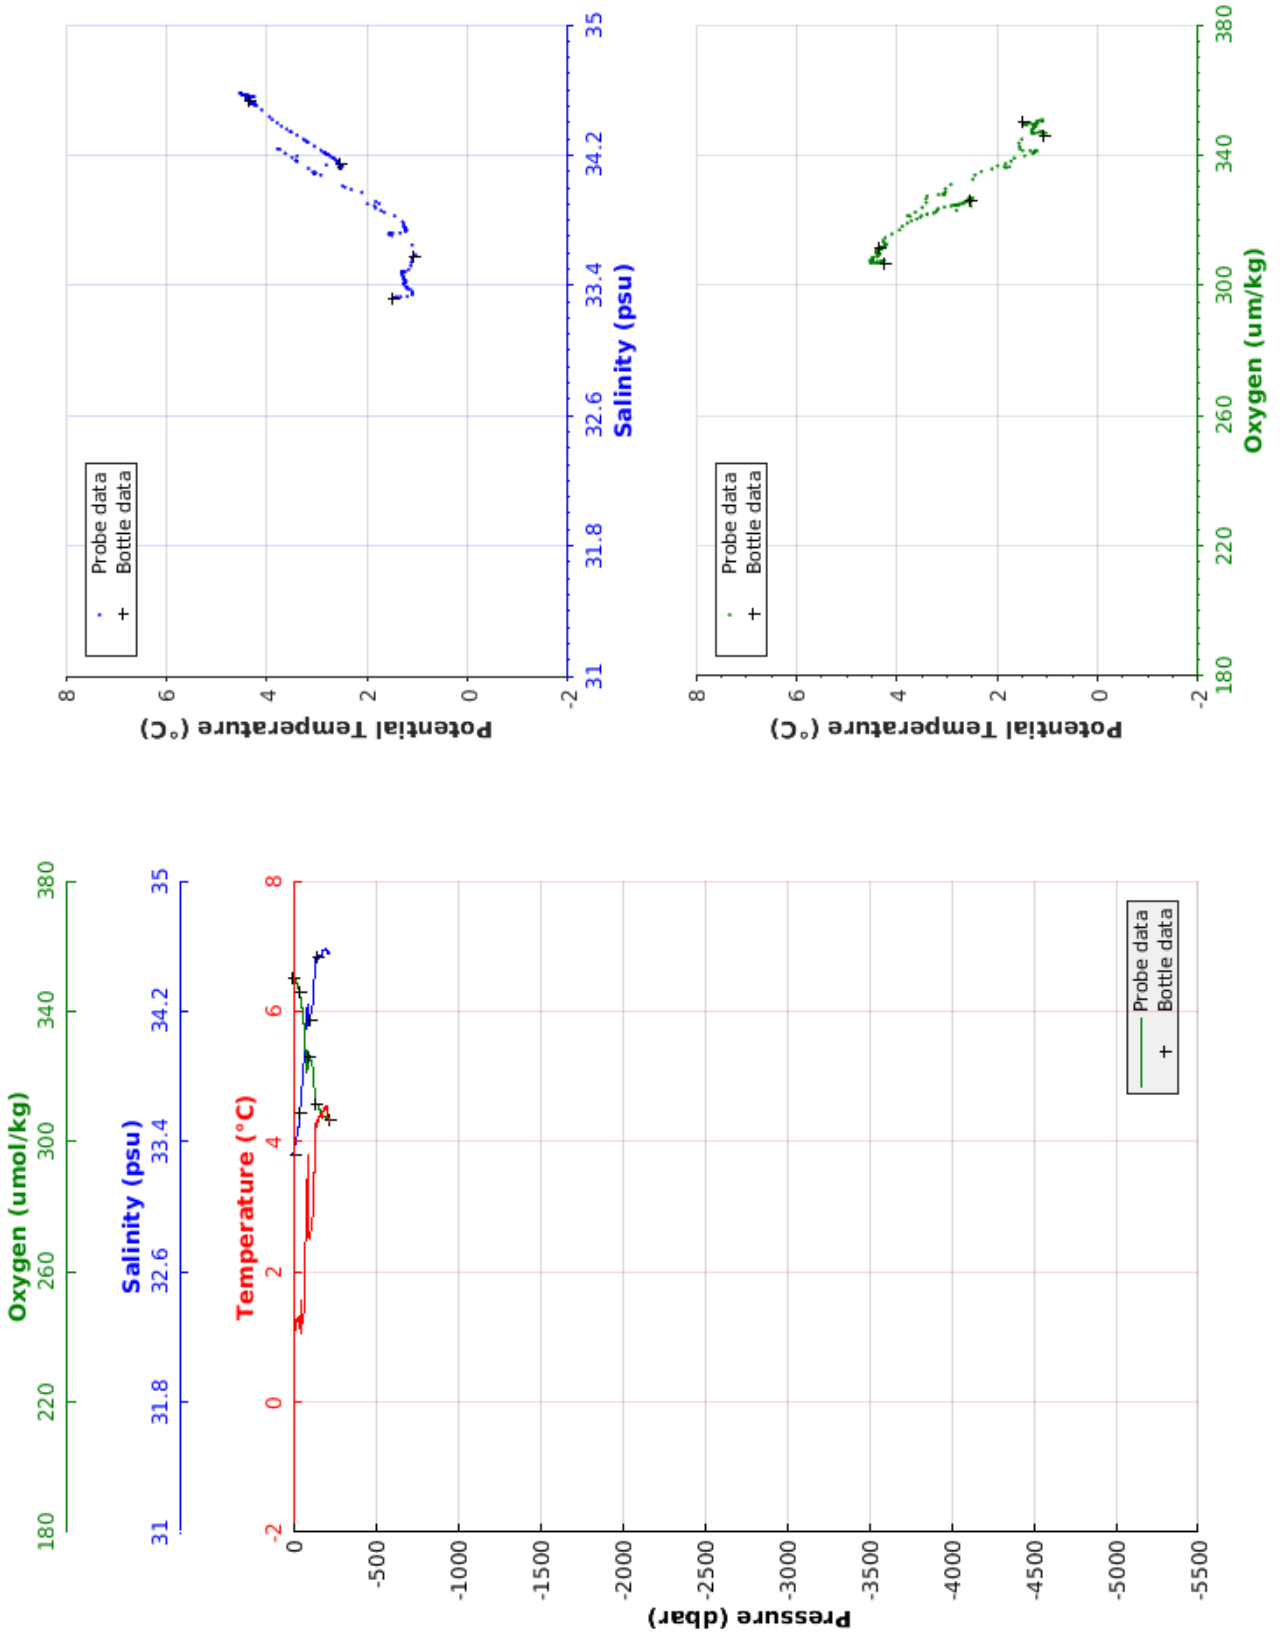 Oxygen (umol/kg)
180 220 260 300 340 380
Salinity (psu)
31 31.8 32.6 33.4 34.2 35
Temperature (°C)
-2 0 2 4 6 8
0
-500
-1000
-1500
-2000
-2500
-3000
-3500
-4000
-4500
-5000
-5500
Pressure (dbar)
Probe data
Bottle data
8
6
4
2
0
-2
Potential Temperature (°C)
Probe data
Bottle data
31 31.8 32.6 33.4 34.2 35
Salinity (psu)
8
6
4
2
0
-2
Potential Temperature (°C)
Probe data
Bottle data
180 220 260 300 340 380
Oxygen (um/kg)